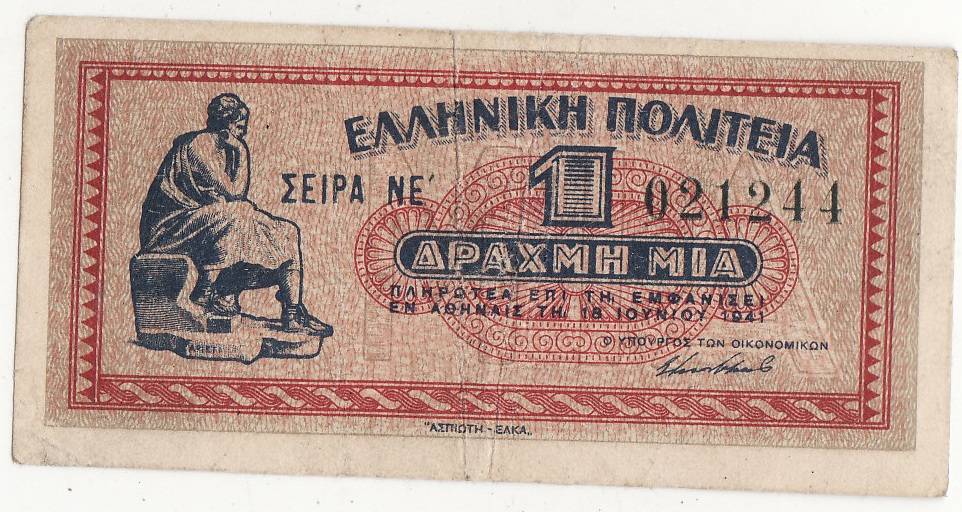 ΕΛΛΗΝΙΚΗ ΠΟΛΙΤΕΙΑ
ΣΕΙΡΑ ΝΕ΄ 1 021244
ΔΡΑΧΜΗ ΜΙΑ
ΠΛΗΡΩΤΕΑ ΕΠΙ ΤΗ ΕΜΦΑΝΙΣΕΙ
ΕΝ ΑΘΗΝΑΙΣ ΤΗ 18 ΙΟΥΝΙΟΥ 1941
Ο ΥΠΟΥΡΓΟΣ ΤΩΝ ΟΙΚΟΝΟΜΙΚΩΝ
"ΑΣΠΙΩΤΗ - ΕΛΚΑ"